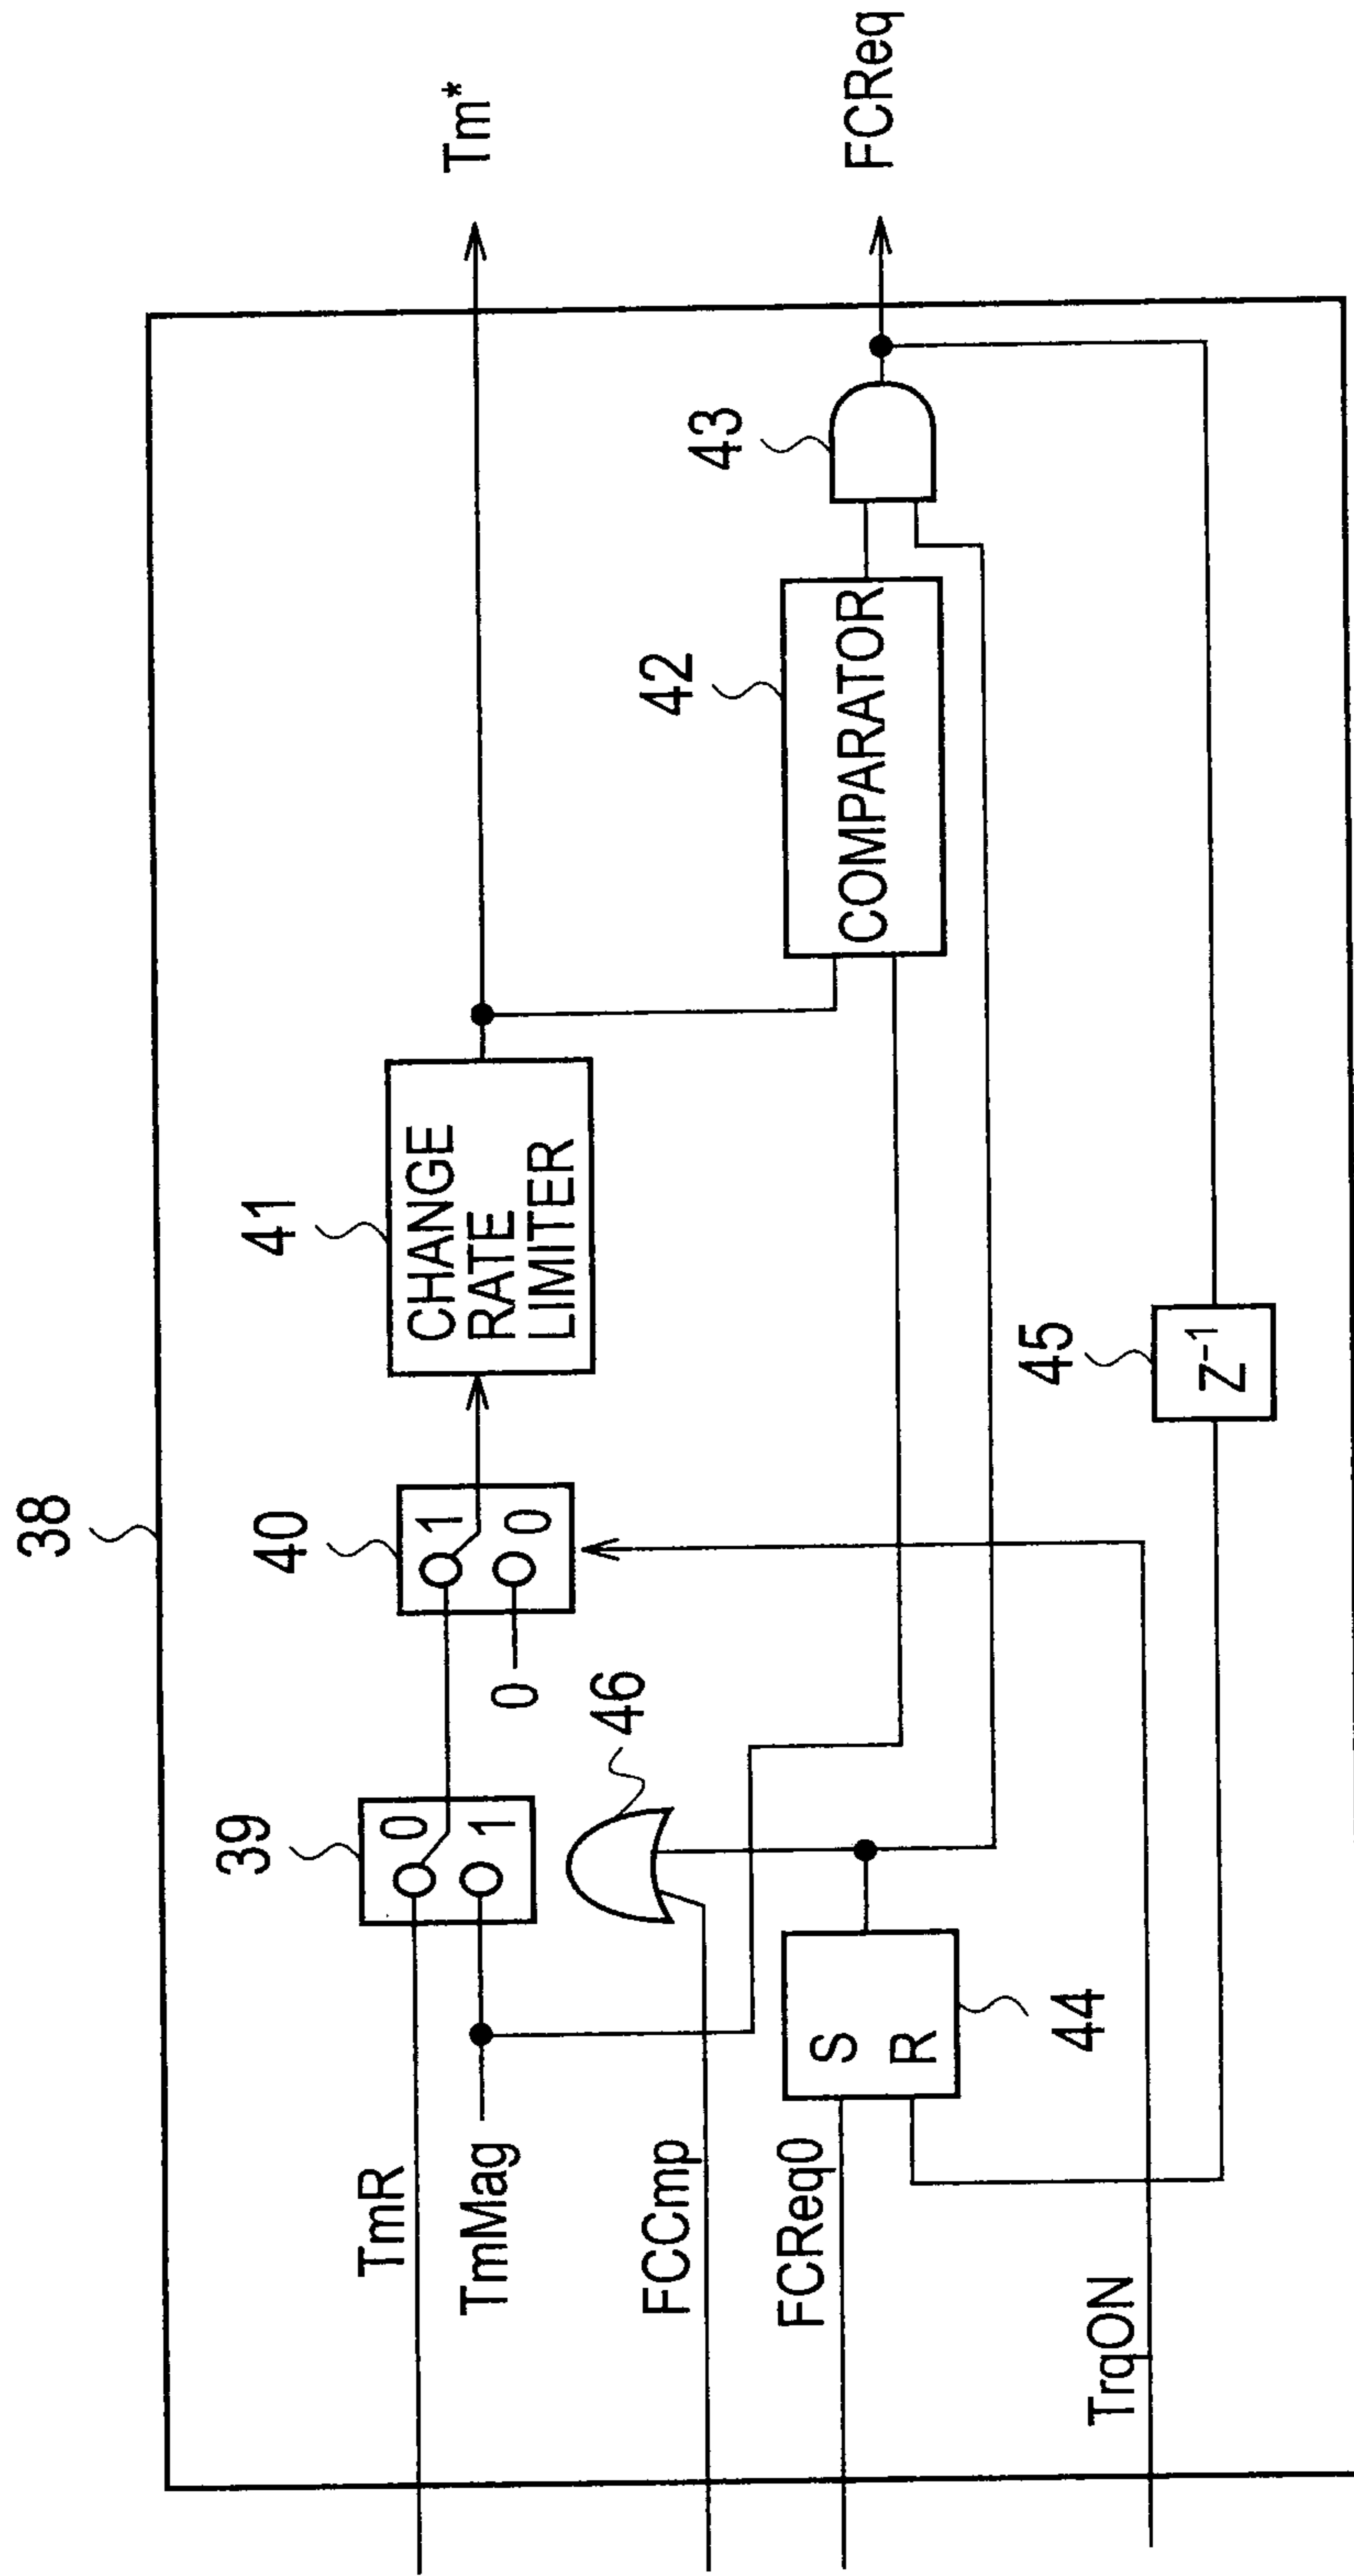 38
39
40
41
0
1
1
0
0
CHANGE
RATE
LIMITER
Tm*
TmR
TmMag
46
42
43
COMPARATOR
FCReq
FCCmp
FCReq0
S
R
44
45
Z⁻¹
TrqON